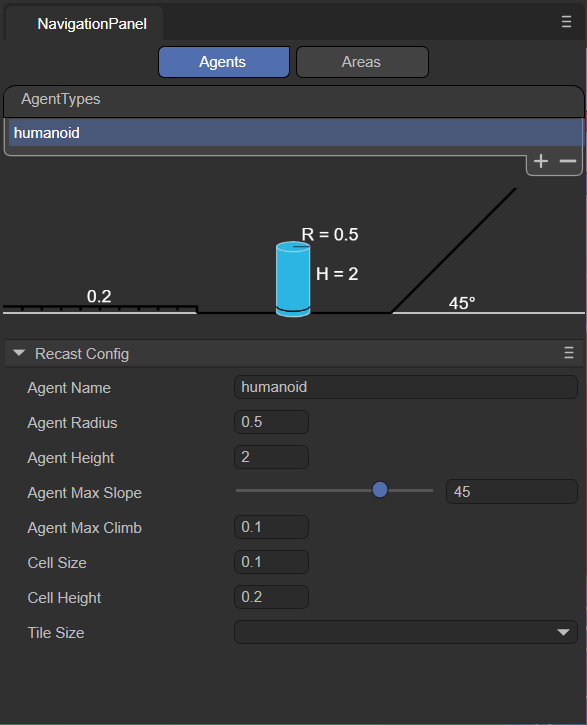 NavigationPanel
Agents
Areas
AgentTypes
humanoid
R = 0.5
H = 2
0.2
45°
Recast Config
Agent Name
humanoid
Agent Radius
0.5
Agent Height
2
Agent Max Slope
45
Agent Max Climb
0.1
Cell Size
0.1
Cell Height
0.2
Tile Size